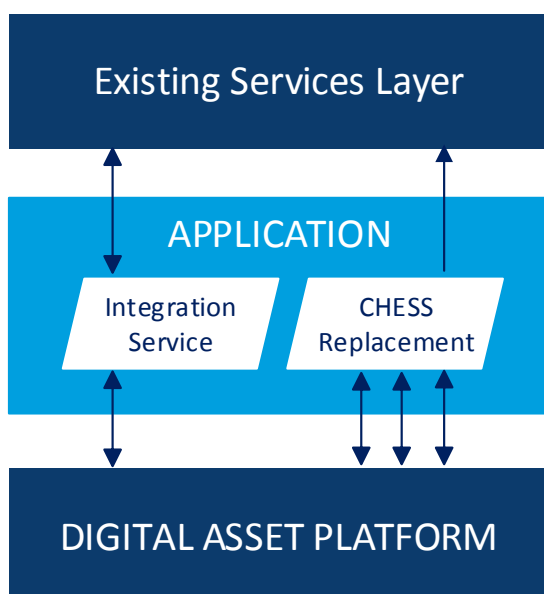 Existing Services Layer
APPLICATION
Integration
Service
CHESS
Replacement
DIGITAL ASSET PLATFORM